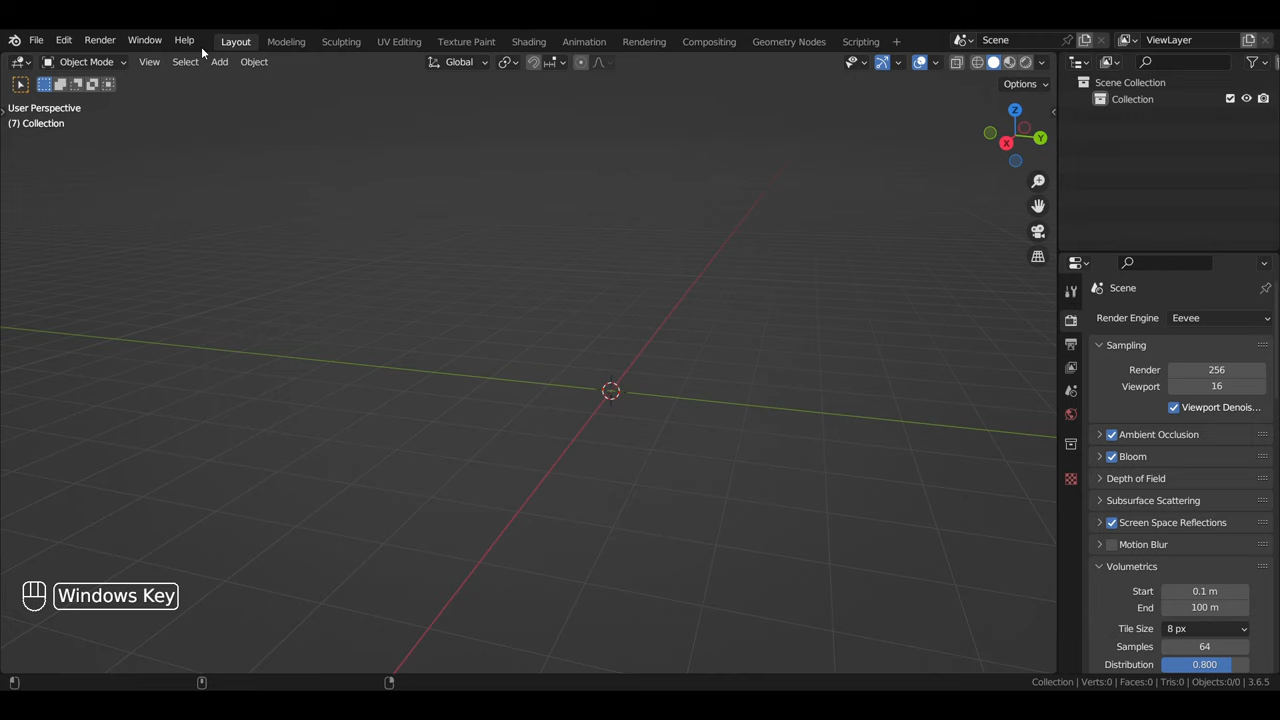 File Edit Render Window Help Layout Modeling Sculpting UV Editing Texture Paint Shading Animation Rendering Compositing Geometry Nodes Scripting + Scene ViewLayer
Object Mode View Select Add Object Global
Options
User Perspective
(7) Collection
Z
Y
X
Scene Collection
Collection
Scene
Render Engine Eevee
Sampling
Render 256
Viewport 16
Viewport Denois...
Ambient Occlusion
Bloom
Depth of Field
Subsurface Scattering
Screen Space Reflections
Motion Blur
Volumetrics
Start 0.1 m
End 100 m
Tile Size 8 px
Samples 64
Distribution 0.800
Windows Key
Collection | Verts:0 | Faces:0 | Tris:0 | Objects:0/0 | 3.6.5